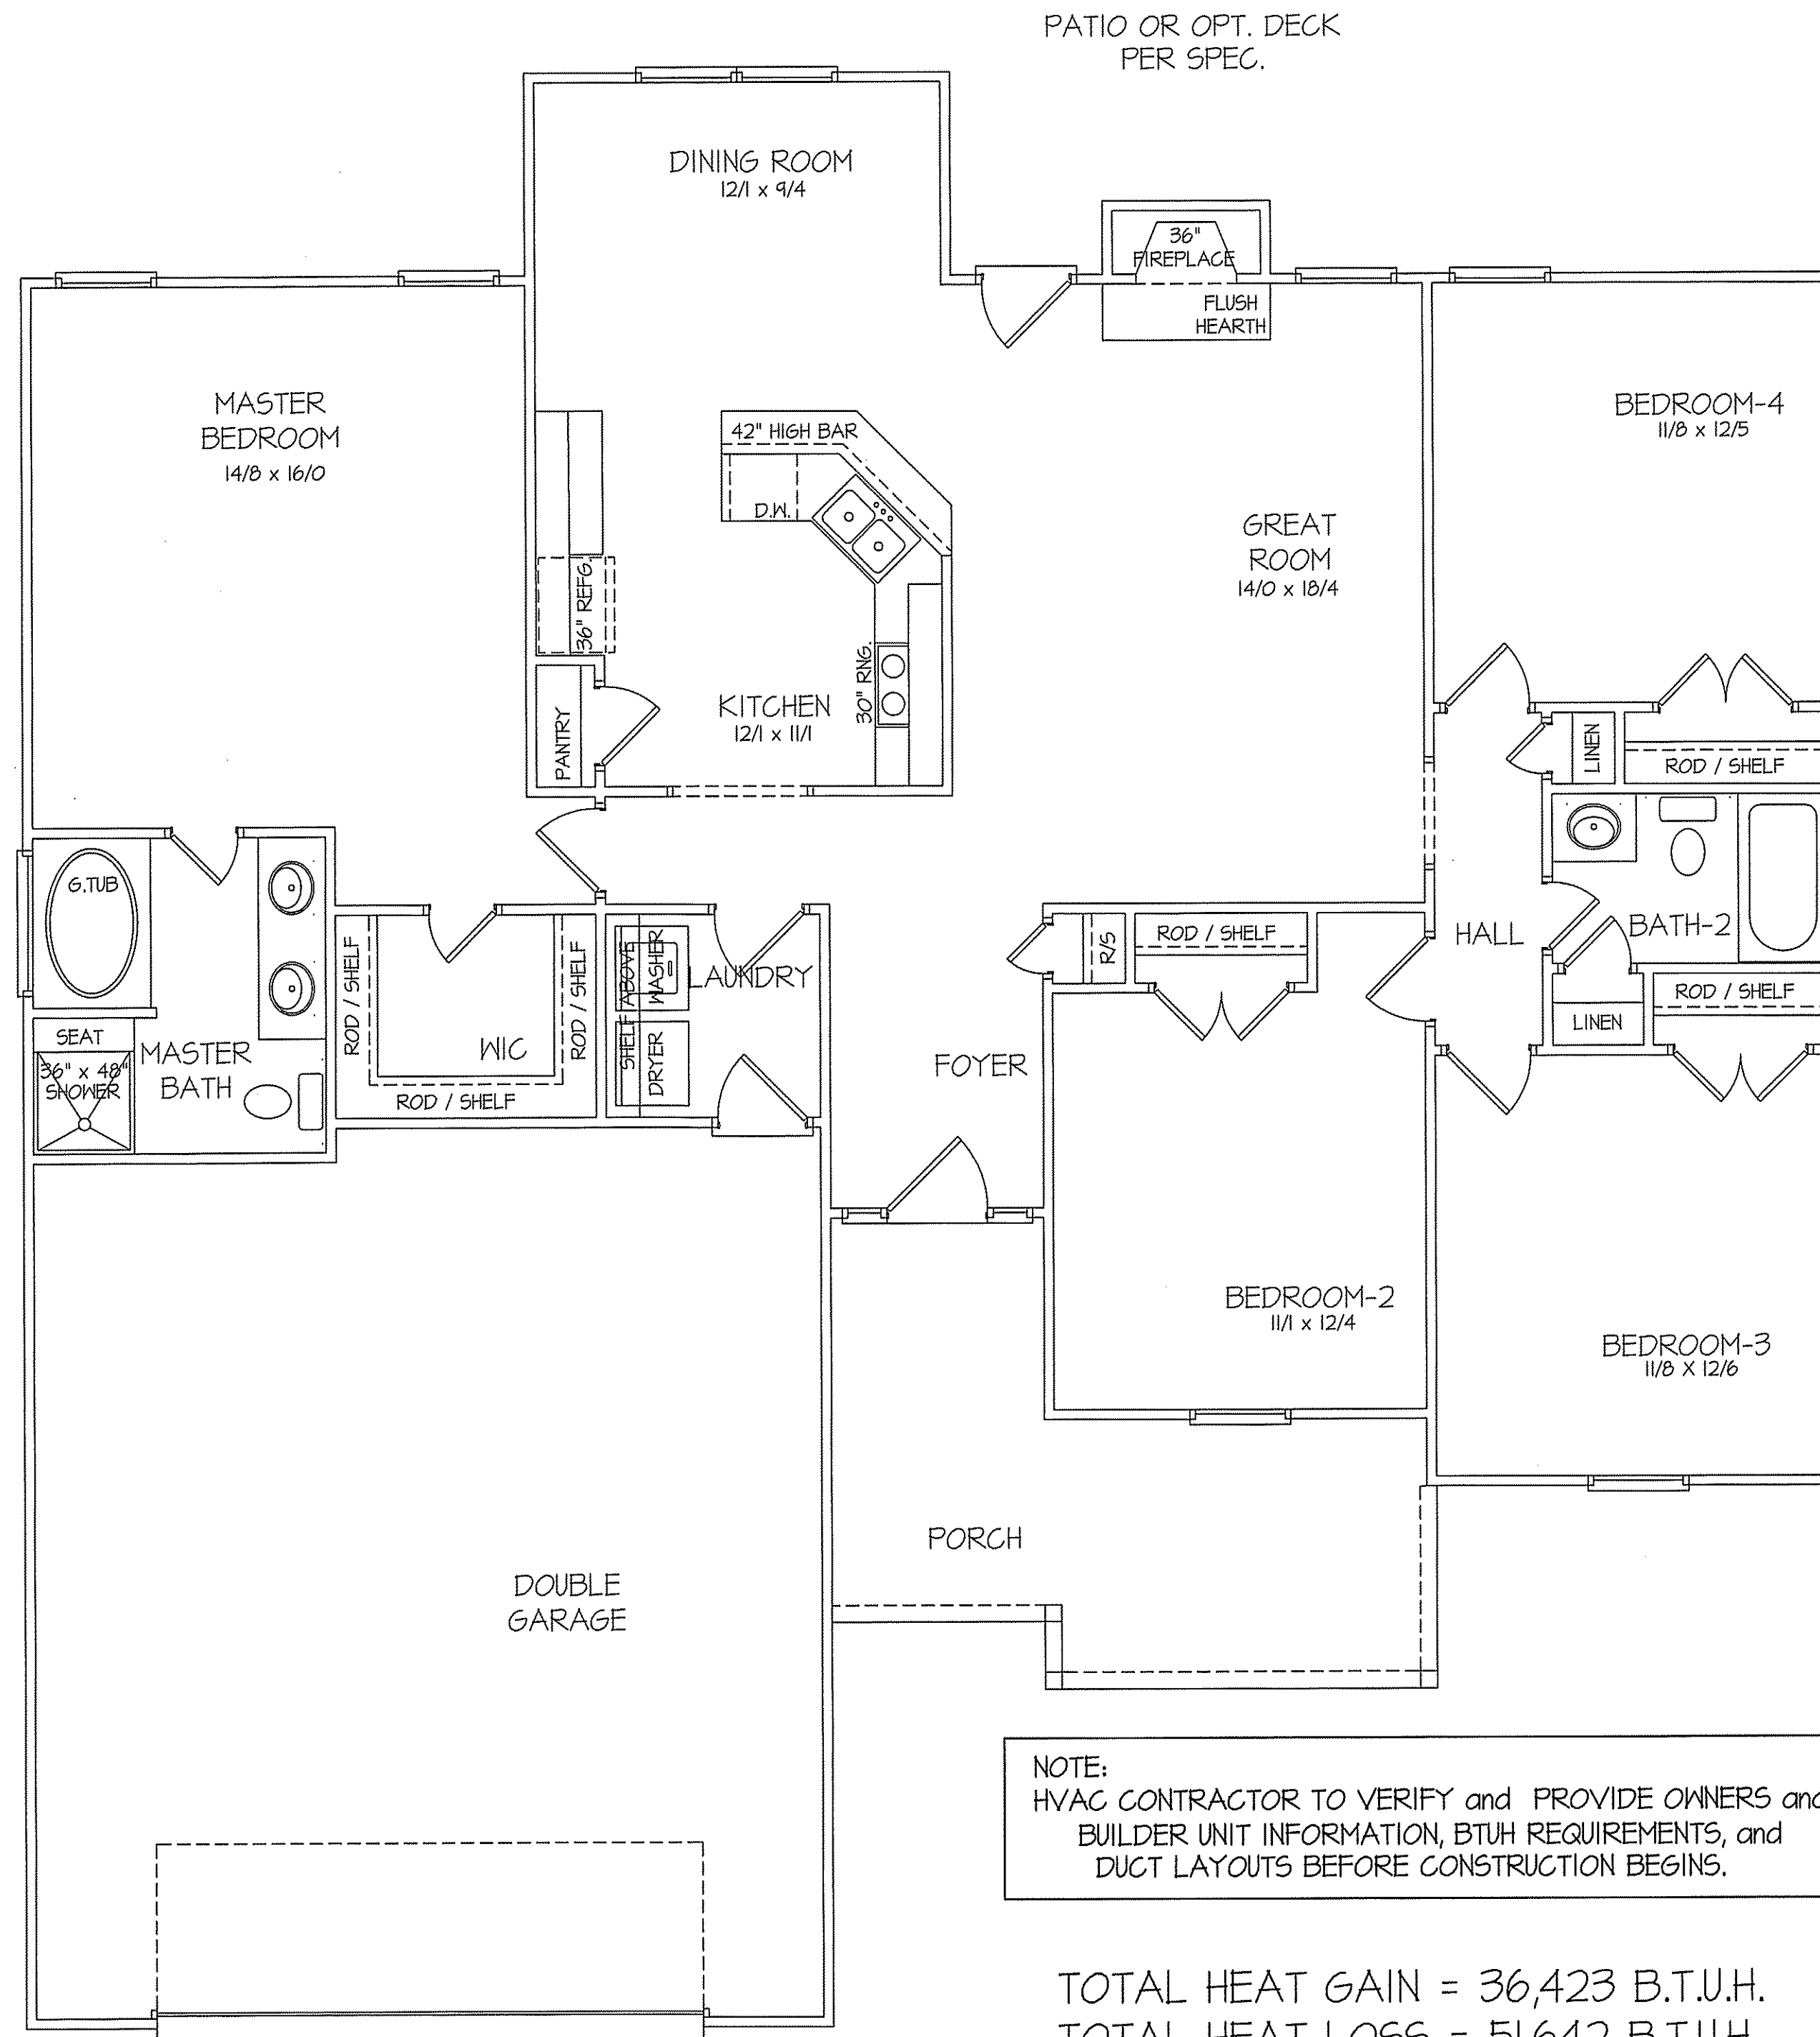 PATIO OR OPT. DECK
PER SPEC.
DINING ROOM
12/1 x 9/4
36"
FIREPLACE
FLUSH
HEARTH
MASTER
BEDROOM
14/8 x 16/0
42" HIGH BAR
D.W.
36" REFG.
GREAT
ROOM
14/0 x 18/4
BEDROOM-4
11/8 x 12/5
PANTRY
KITCHEN
12/1 x 11/1
30" RNG.
LINEN
ROD / SHELF
G.TUB
SEAT
36" x 48"
SHOWER
MASTER
BATH
ROD / SHELF
WIC
ROD / SHELF
ROD / SHELF
SHELF ABOVE
WASHER
DRYER
LAUNDRY
FOYER
R/S
ROD / SHELF
HALL
BATH-2
LINEN
ROD / SHELF
BEDROOM-2
11/1 x 12/4
BEDROOM-3
11/8 X 12/6
PORCH
DOUBLE
GARAGE
NOTE:
HVAC CONTRACTOR TO VERIFY and PROVIDE OWNERS and
BUILDER UNIT INFORMATION, BTUH REQUIREMENTS, and
DUCT LAYOUTS BEFORE CONSTRUCTION BEGINS.
TOTAL HEAT GAIN = 36,423 B.T.U.H.
TOTAL HEAT LOSS = 51,642 B.T.U.H.